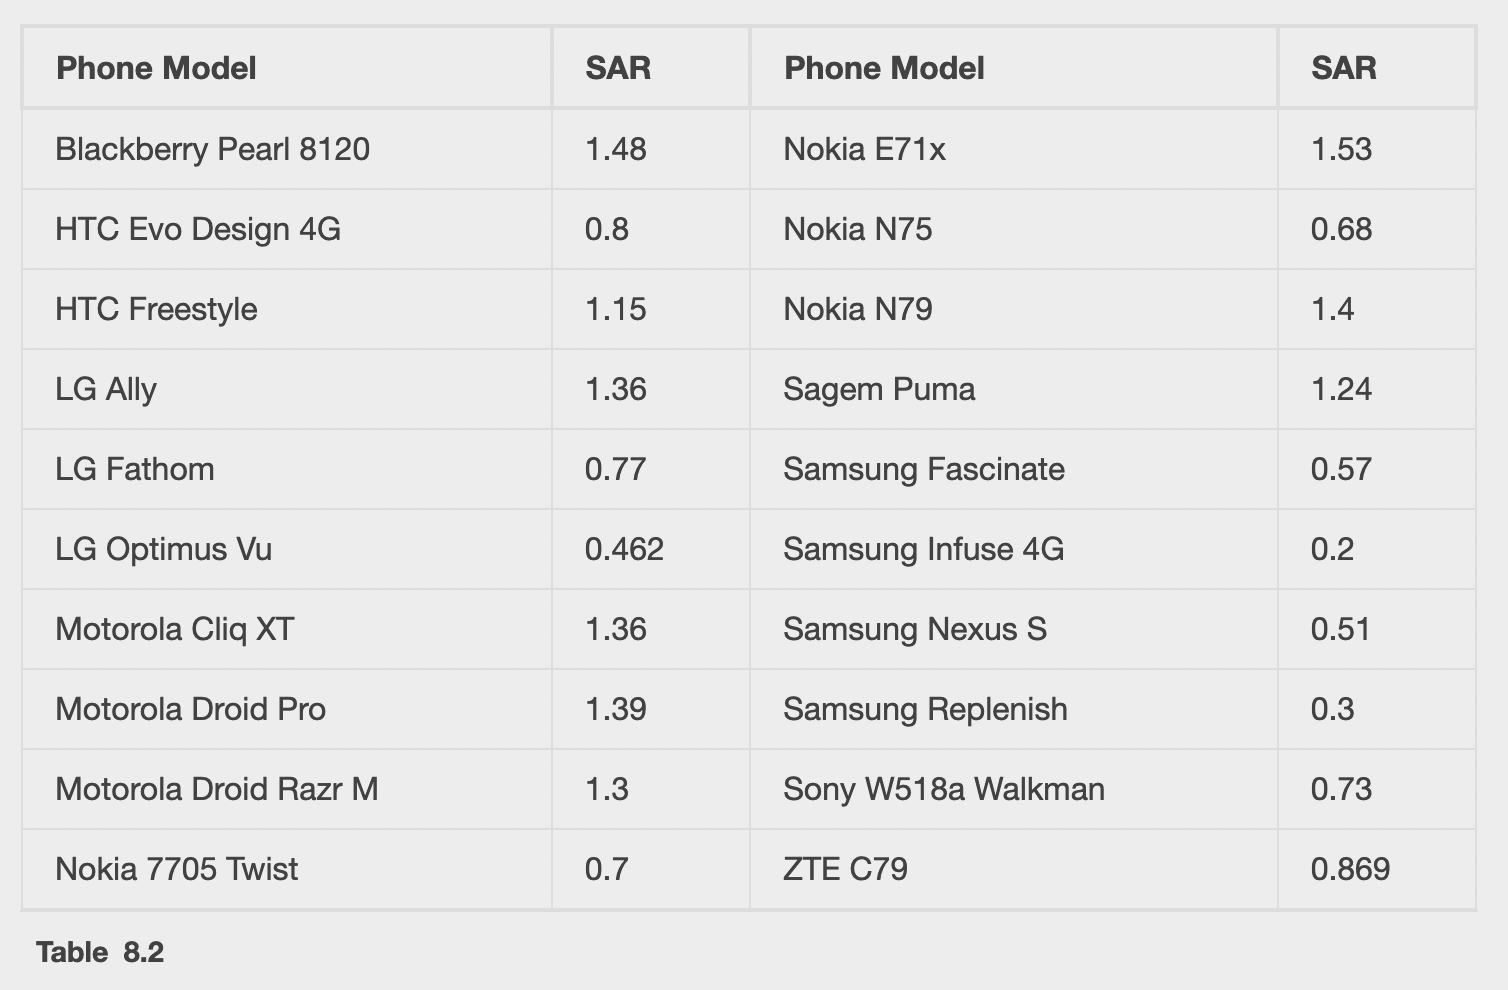 Phone Model SAR Phone Model SAR
Blackberry Pearl 8120 1.48 Nokia E71x 1.53
HTC Evo Design 4G 0.8 Nokia N75 0.68
HTC Freestyle 1.15 Nokia N79 1.4
LG Ally 1.36 Sagem Puma 1.24
LG Fathom 0.77 Samsung Fascinate 0.57
LG Optimus Vu 0.462 Samsung Infuse 4G 0.2
Motorola Cliq XT 1.36 Samsung Nexus S 0.51
Motorola Droid Pro 1.39 Samsung Replenish 0.3
Motorola Droid Razr M 1.3 Sony W518a Walkman 0.73
Nokia 7705 Twist 0.7 ZTE C79 0.869
Table 8.2